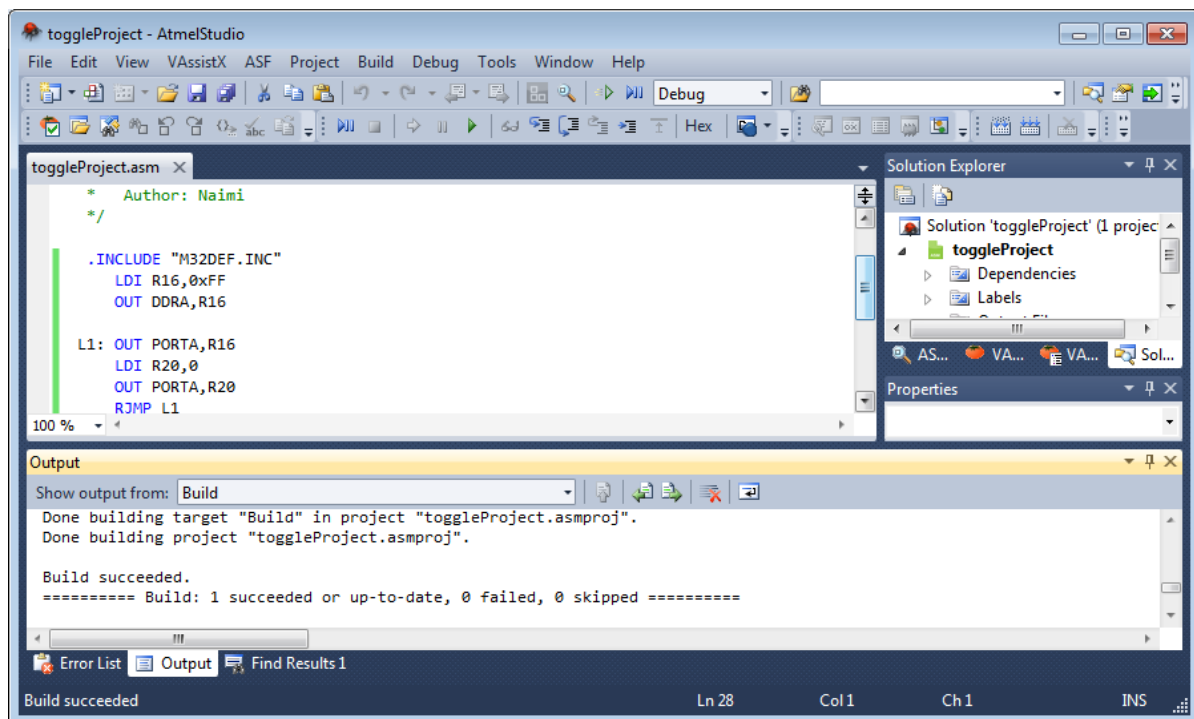 toggleProject - AtmelStudio
File Edit View VAssistX ASF Project Build Debug Tools Window Help
Debug
Hex
toggleProject.asm
* Author: Naimi
*/
.INCLUDE "M32DEF.INC"
LDI R16,0xFF
OUT DDRA,R16
L1: OUT PORTA,R16
LDI R20,0
OUT PORTA,R20
RJMP L1
100 %
Solution Explorer
Solution 'toggleProject' (1 projec
toggleProject
Dependencies
Labels
AS... VA... VA... Sol...
Properties
Output
Show output from: Build
Done building target "Build" in project "toggleProject.asmproj".
Done building project "toggleProject.asmproj".
Build succeeded.
========== Build: 1 succeeded or up-to-date, 0 failed, 0 skipped ==========
Error List Output Find Results 1
Build succeeded Ln 28 Col 1 Ch 1 INS